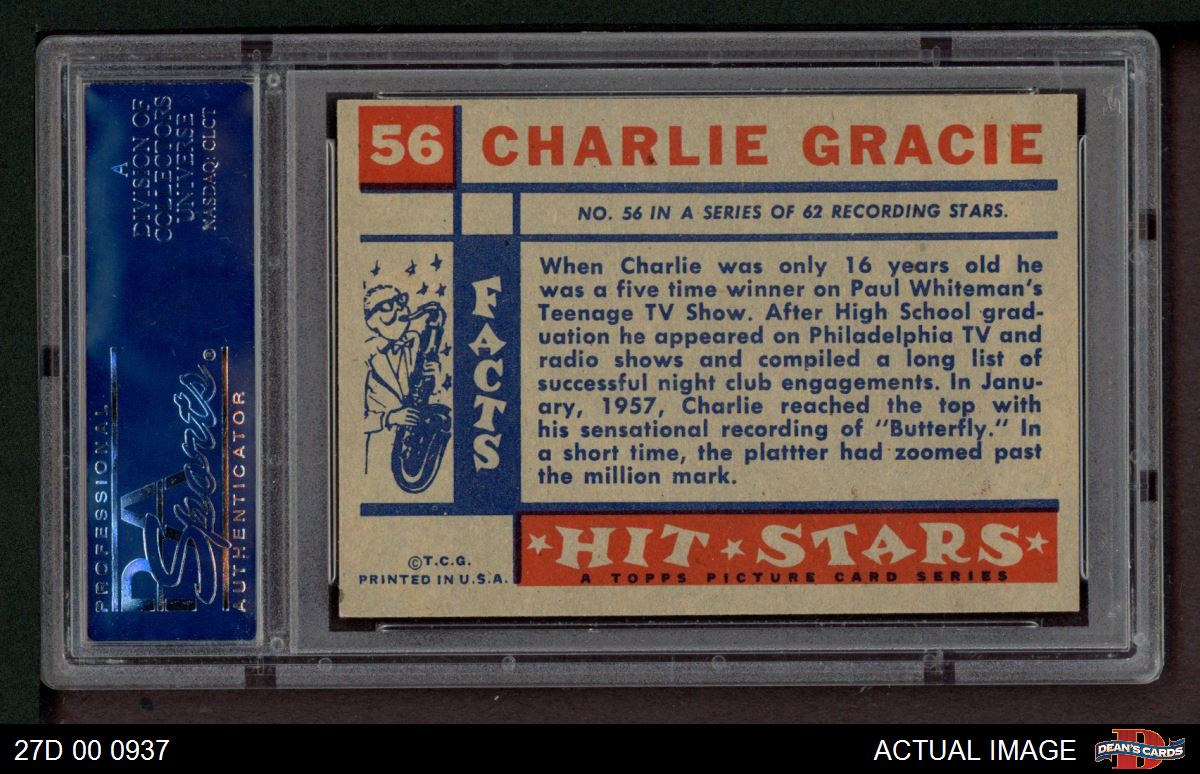 A
DIVISION OF
COLLECTORS
UNIVERSE
NASDAQ: CLCT
PROFESSIONAL
PSA
Sports®
AUTHENTICATOR
56
CHARLIE GRACIE
NO. 56 IN A SERIES OF 62 RECORDING STARS.
FACTS
When Charlie was only 16 years old he
was a five time winner on Paul Whiteman's
Teenage TV Show. After High School grad-
uation he appeared on Philadelphia TV and
radio shows and compiled a long list of
successful night club engagements. In Janu-
ary, 1957, Charlie reached the top with
his sensational recording of "Butterfly." In
a short time, the plattter had zoomed past
the million mark.
©T.C.G.
PRINTED IN U.S.A.
HIT STARS
A TOPPS PICTURE CARD SERIES
27D 00 0937
ACTUAL IMAGE
D
DEAN'S CARDS